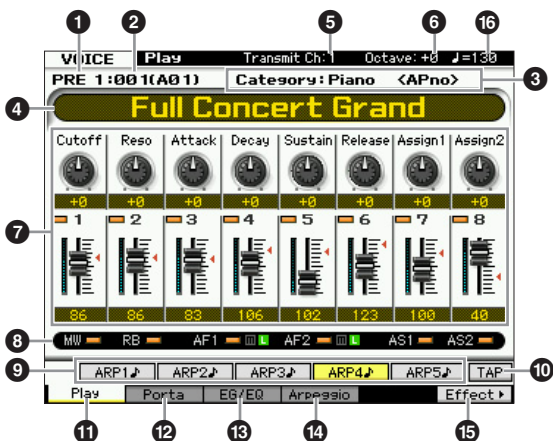 1 2 5 6 16
VOICE Play Transmit Ch:1 Octave:+0 ♩=130
PRE 1:001(A01) Category:Piano <APno> 3
4 Full Concert Grand
Cutoff Reso Attack Decay Sustain Release Assign1 Assign2
+0 +0 +0 +0 +0 +0 +0 +0
7 1 2 3 4 5 6 7 8
86 86 83 106 102 123 100 40
8 MW RB AF1 m L AF2 m L AS1 AS2
9 ARP1♪ ARP2♪ ARP3♪ ARP4♪ ARP5♪ TAP 10
Play Porta EG/EQ Arpeggio Effect
11 12 13 14 15